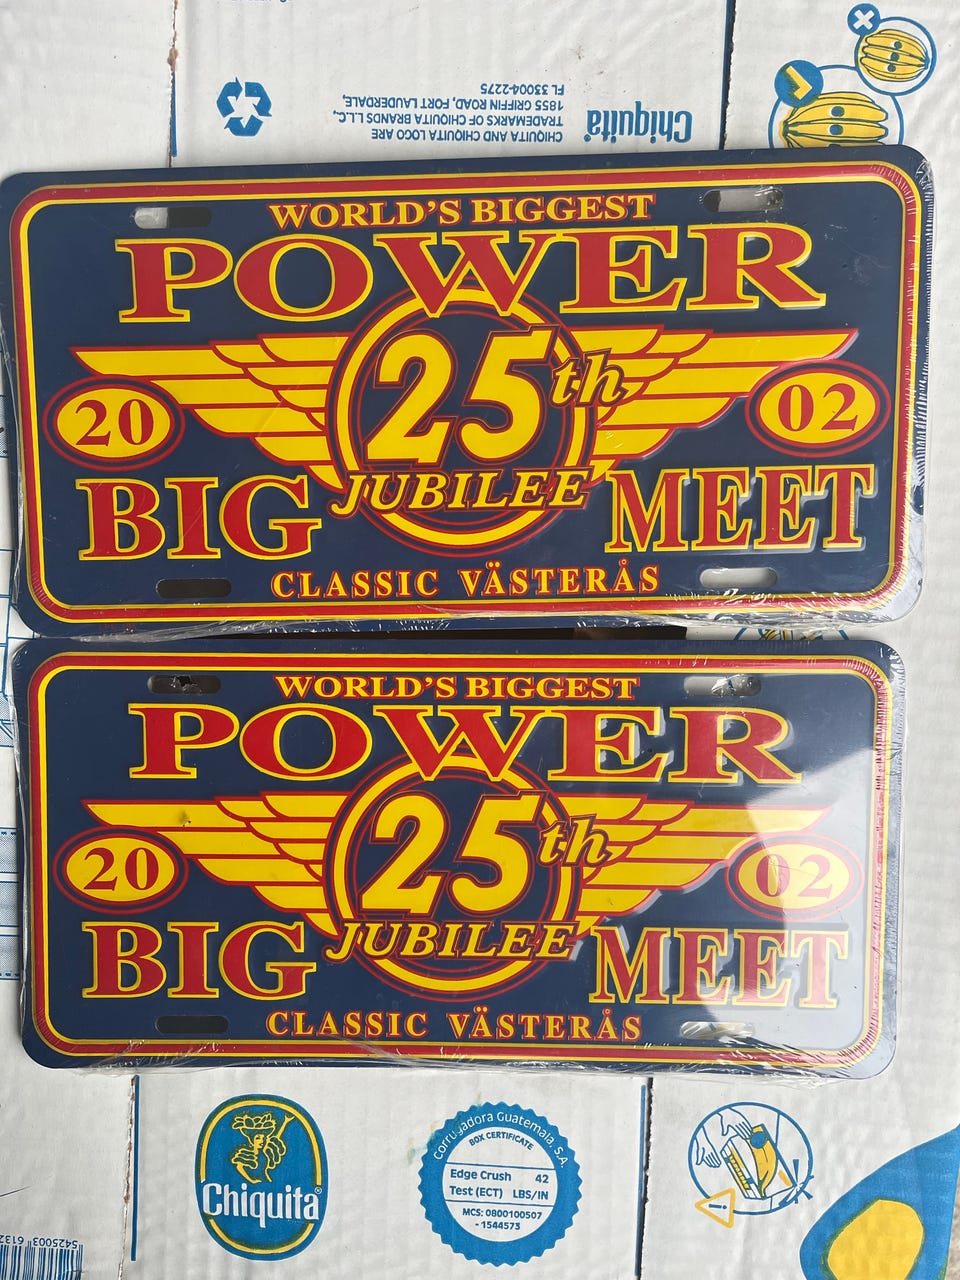 Chiquita
CHIQUITA AND CHIQUITA LOGO ARE
TRADEMARKS OF CHIQUITA BRANDS L.L.C.,
1855 GRIFFIN ROAD, FORT LAUDERDALE,
FL 33004-2275
WORLD'S BIGGEST
POWER
25th
20 02
JUBILEE
BIG MEET
CLASSIC VÄSTERÅS
WORLD'S BIGGEST
POWER
25th
20 02
JUBILEE
BIG MEET
CLASSIC VÄSTERÅS
Chiquita®
Corrugadora Guatemala, S.A.
BOX CERTIFICATE
Edge Crush 42
Test (ECT) LBS/IN
MCS: 0800100507
- 1544573
5425003 6132